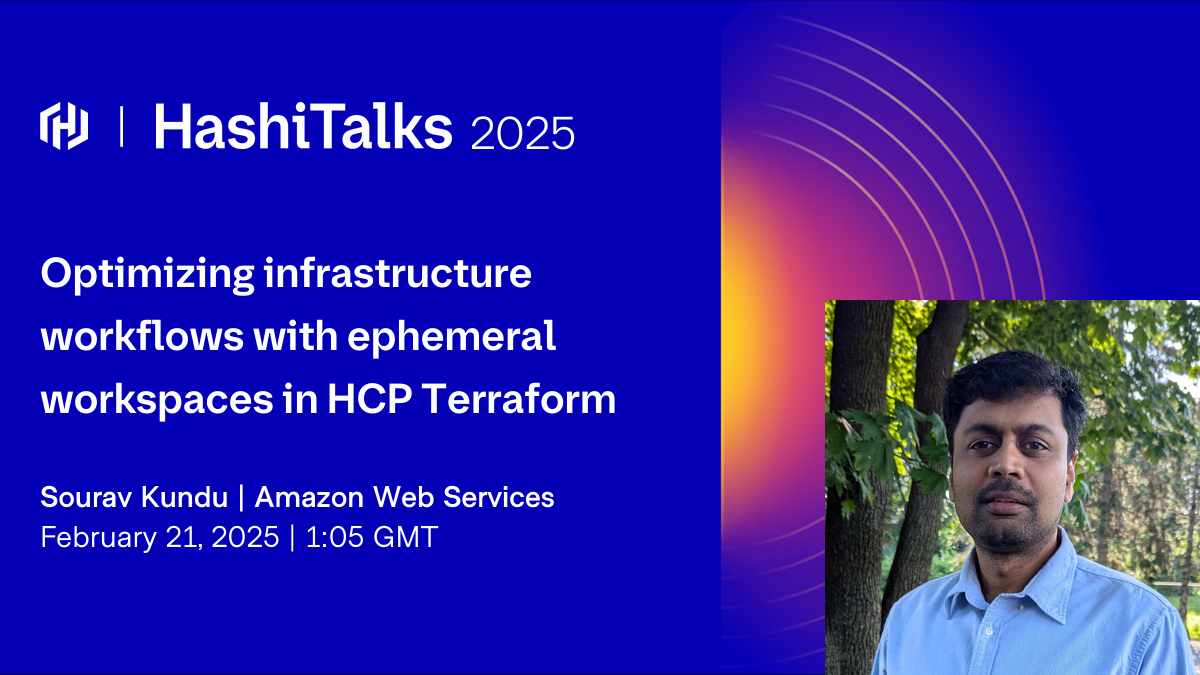 HashiTalks 2025
Optimizing infrastructure
workflows with ephemeral
workspaces in HCP Terraform
Sourav Kundu | Amazon Web Services
February 21, 2025 | 1:05 GMT